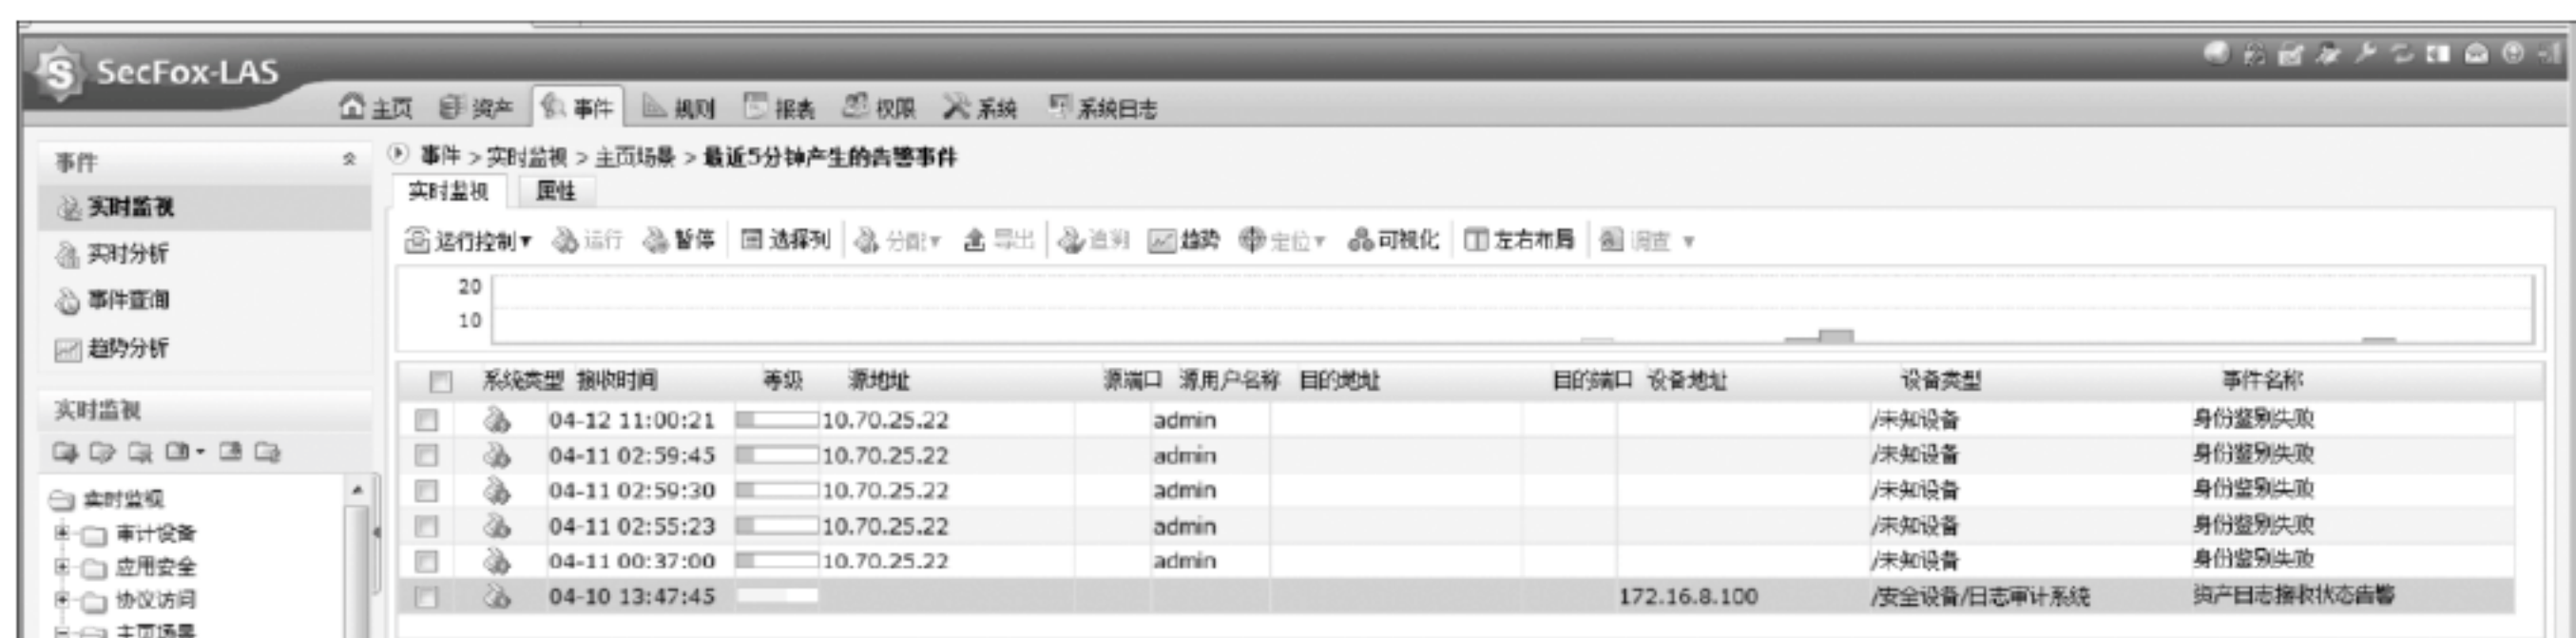 SecFox-LAS
主页 资产 事件 规则 报表 权限 系统 系统日志
事件
实时监视
实时分析
事件查询
趋势分析
实时监视
实时监视
审计设备
应用安全
协议访问
主页场景
事件 > 实时监视 > 主页场景 > 最近5分钟产生的告警事件
实时监视 属性
运行控制 运行 暂停 选择列 分配 导出 追溯 趋势 定位 可视化 左右布局 调查
20
10
系统类型 接收时间 等级 源地址 源端口 源用户名称 目的地址 目的端口 设备地址 设备类型 事件名称
04-12 11:00:21 10.70.25.22 admin /未知设备 身份鉴别失败
04-11 02:59:45 10.70.25.22 admin /未知设备 身份鉴别失败
04-11 02:59:30 10.70.25.22 admin /未知设备 身份鉴别失败
04-11 02:55:23 10.70.25.22 admin /未知设备 身份鉴别失败
04-11 00:37:00 10.70.25.22 admin /未知设备 身份鉴别失败
04-10 13:47:45 172.16.8.100 /安全设备/日志审计系统 资产日志接收状态告警